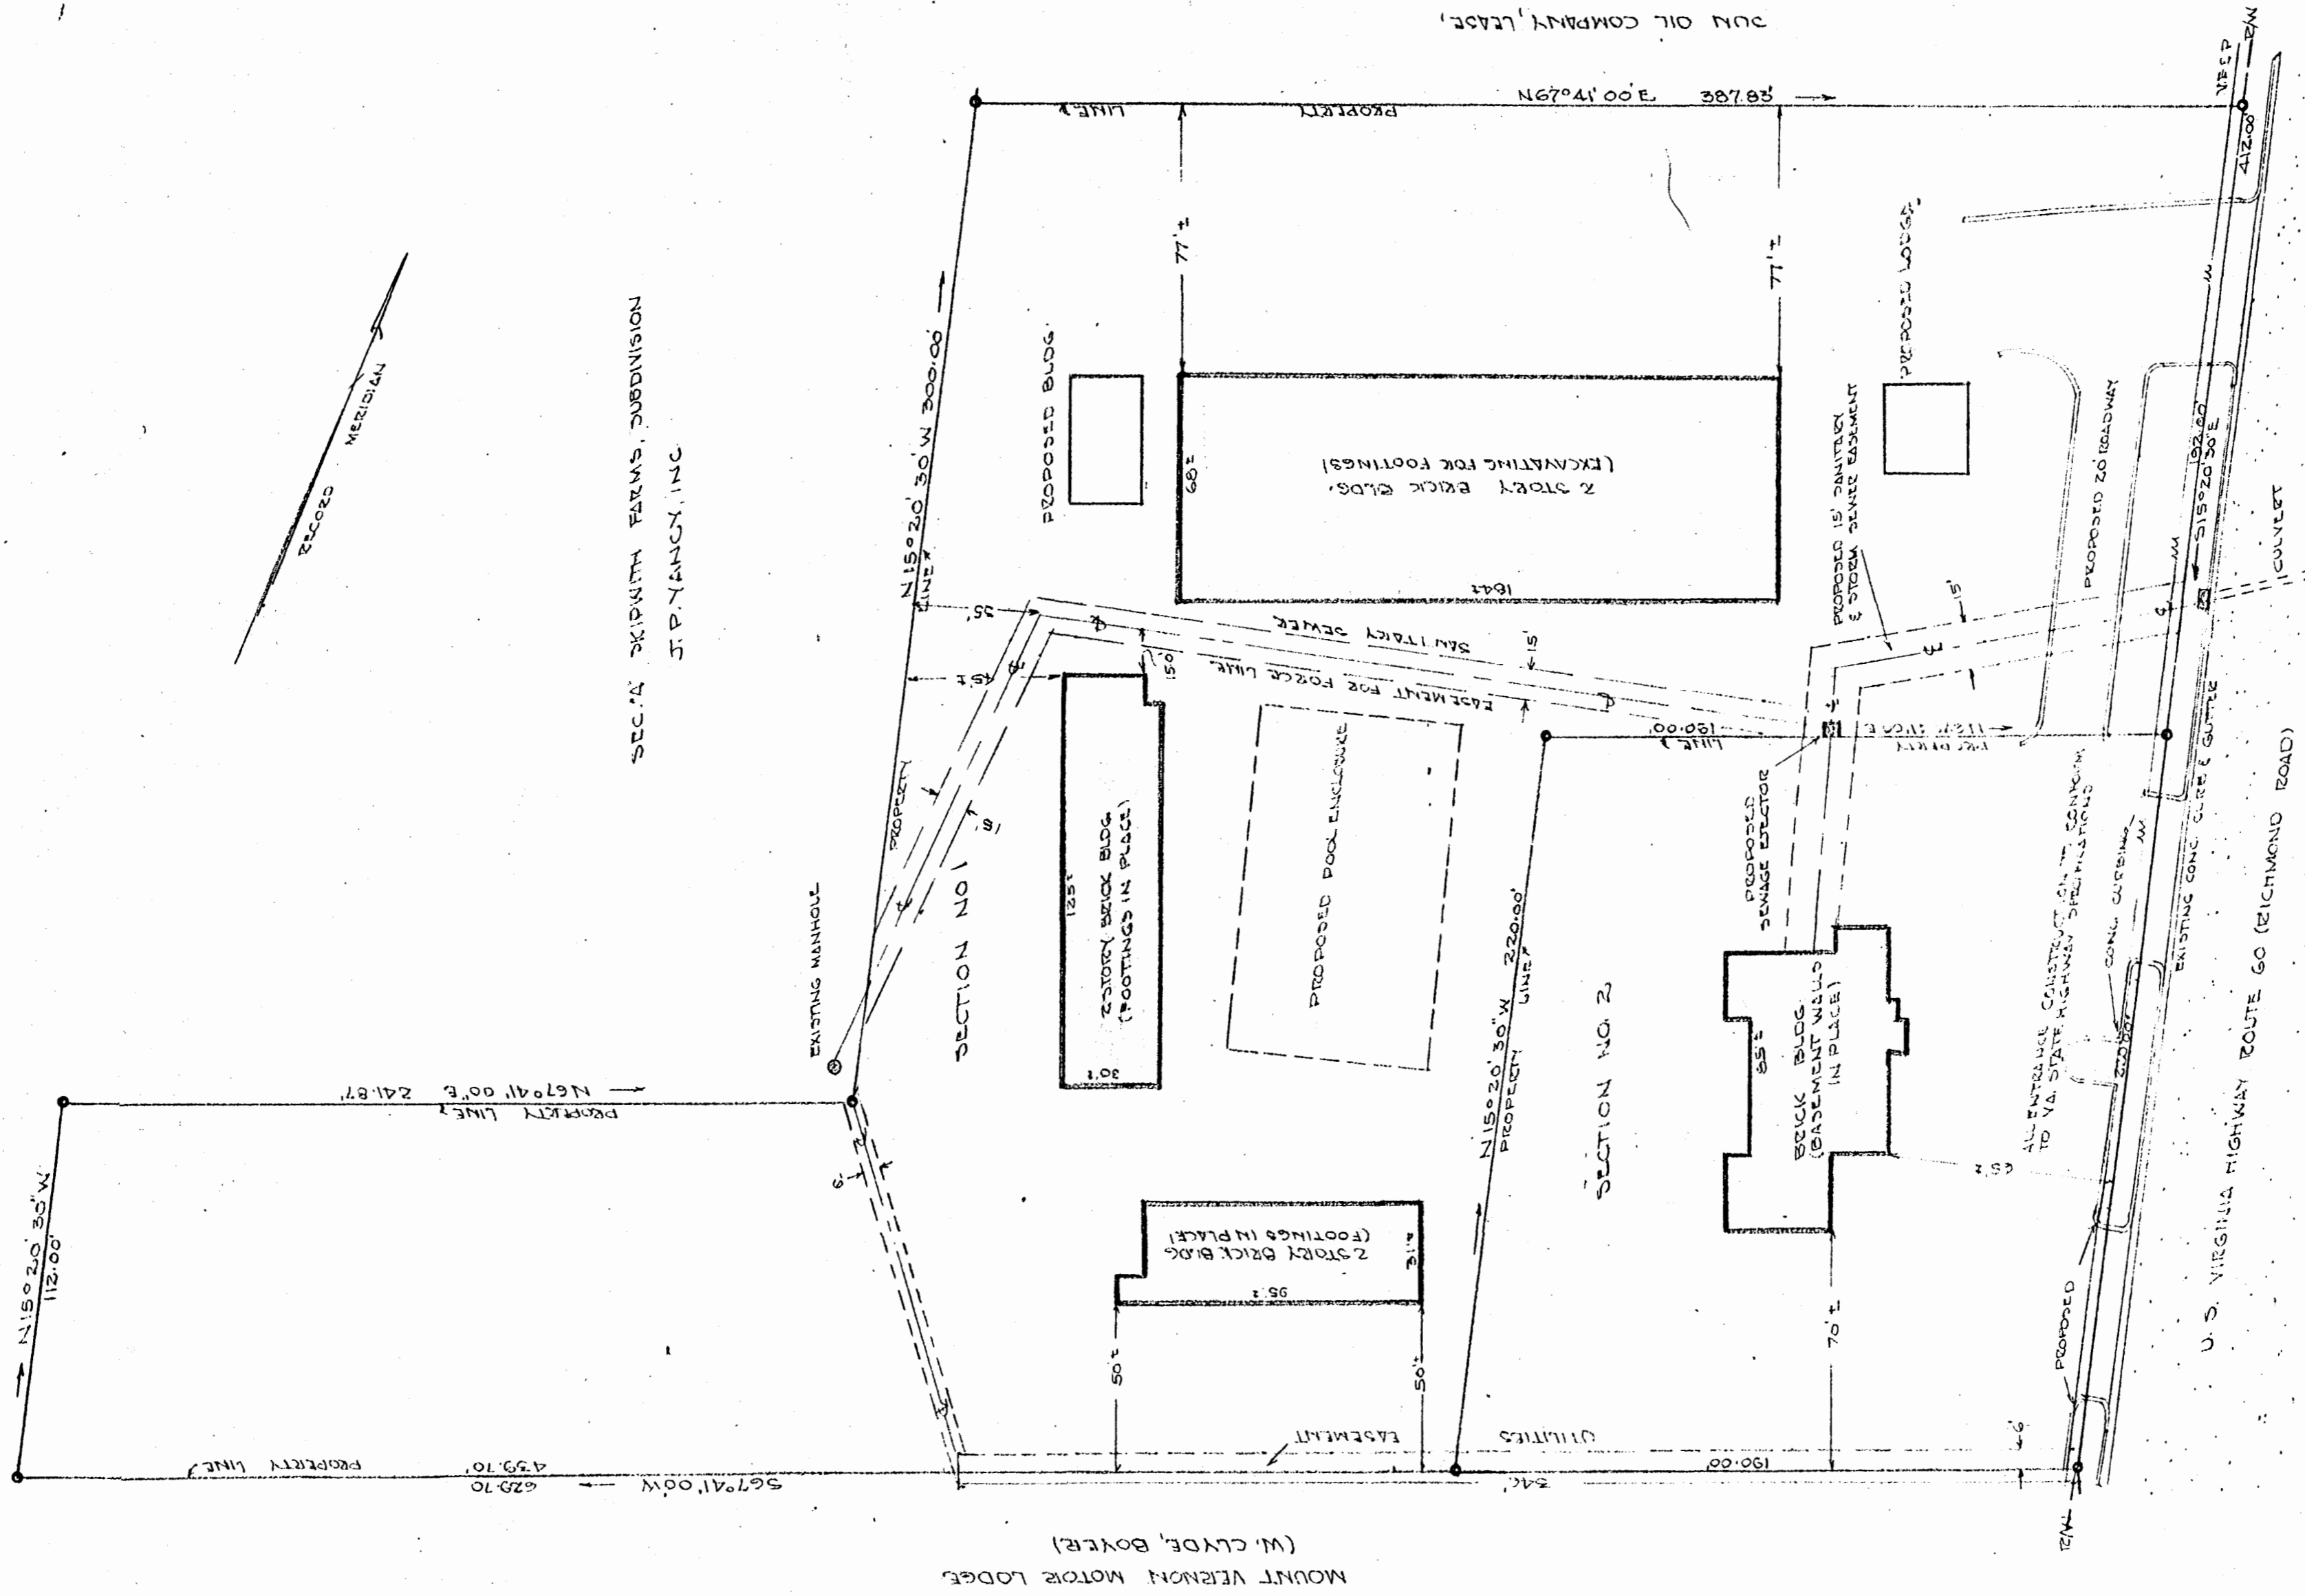 SUN OIL COMPANY, LEASE,
V.E.&P.
R/W
412.00'
N67°41'00"E 387.83'
PROPERTY LINE
77'±
77'±
RECORD MERIDIAN
SEC. "A" SKIPWITH FARMS, SUBDIVISION
J.P. YANCY, INC.
N15°20'30"W 300.00'
PROPERTY LINE
PROPOSED BLDG.
68'±
2 STORY BRICK BLDG.
(EXCAVATING FOR FOOTINGS)
184'±
PROPOSED LODGE
PROPOSED 15' SANITARY
& STORM SEWER EASEMENT
15'
PROPOSED 20' ROADWAY
192.00'
S15°20'30"E
CULVERT
35'
45'±
15.0'
SANITARY SEWER
EASEMENT FOR FORCE LINE
15'
15'
EXISTING MANHOLE
SECTION NO 1
125'±
2 STORY BRICK BLDG.
(FOOTINGS IN PLACE)
30'±
PROPOSED POOL ENCLOSURE
190.00'
PROPERTY LINE
PROPOSED
SEWAGE EJECTOR
N15°20'30"W 220.00'
PROPERTY LINE
SECTION NO. 2
85'±
BRICK BLDG.
(BASEMENT WALLS
IN PLACE)
65'±
ALL ENTRANCE CONSTRUCTION TO CONFORM
TO VA. STATE HIGHWAY SPECIFICATIONS
CONC. CURBING
220.00'
EXISTING CONC. CURB & GUTTER
U.S. VIRGINIA HIGHWAY ROUTE 60 (RICHMOND ROAD)
N67°41'00"E 241.87'
PROPERTY LINE
N15°20'30"W
112.00'
6'
2 STORY BRICK BLDG
(FOOTINGS IN PLACE)
95'±
31'±
50'±
50'±
70'±
PROPOSED
UTILITIES EASEMENT
6'
190.00'
346'
439.70'
PROPERTY LINE
S67°41'00"W
629.70
R/W
MOUNT VERNON MOTOR LODGE
(W. CLYDE, BOYER)